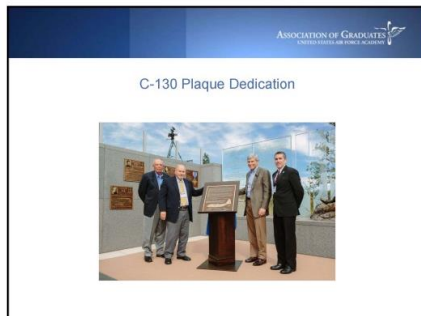 ASSOCIATION OF GRADUATES
UNITED STATES AIR FORCE ACADEMY
C-130 Plaque Dedication